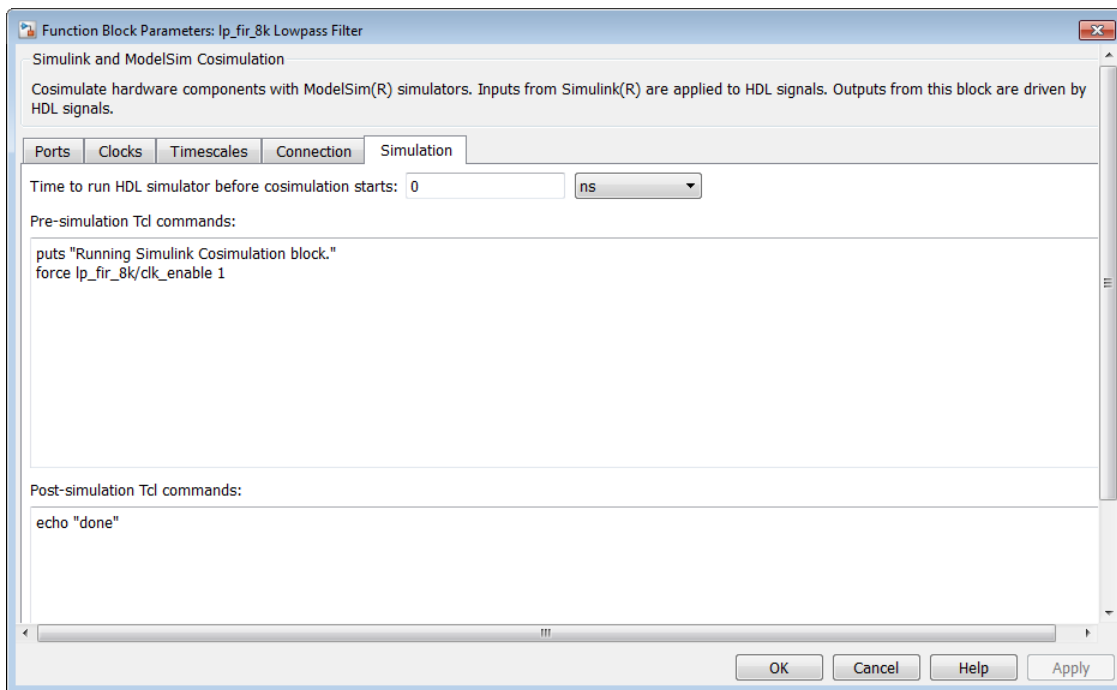 Function Block Parameters: lp_fir_8k Lowpass Filter
Simulink and ModelSim Cosimulation
Cosimulate hardware components with ModelSim(R) simulators. Inputs from Simulink(R) are applied to HDL signals. Outputs from this block are driven by
HDL signals.
Ports Clocks Timescales Connection Simulation
Time to run HDL simulator before cosimulation starts: 0 ns
Pre-simulation Tcl commands:
puts "Running Simulink Cosimulation block."
force lp_fir_8k/clk_enable 1
Post-simulation Tcl commands:
echo "done"
OK Cancel Help Apply